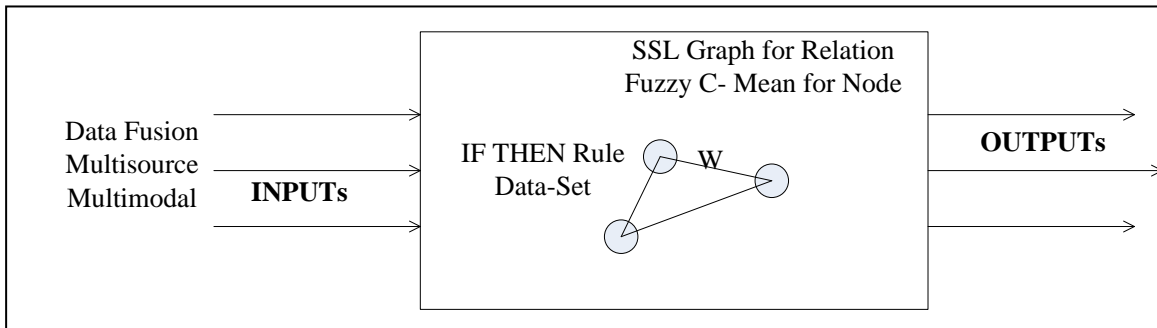 SSL Graph for Relation
Fuzzy C- Mean for Node
Data Fusion
Multisource
Multimodal
INPUTs
IF THEN Rule
Data-Set
W
OUTPUTs